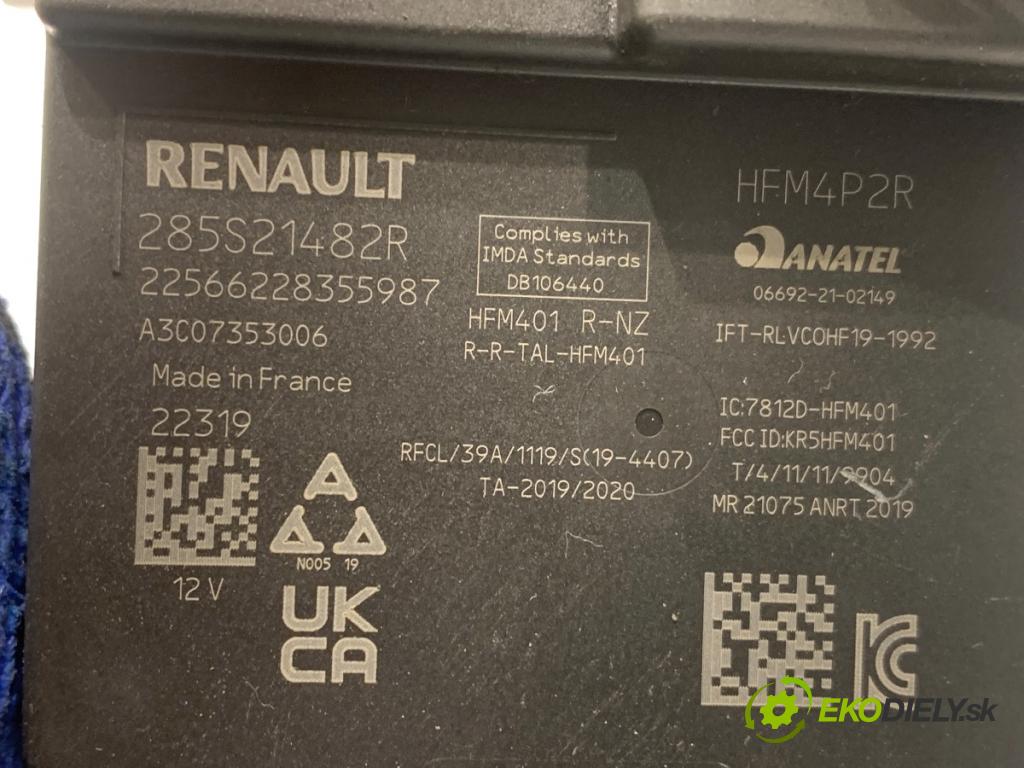 RENAULT
285S21482R
22566228355987
A3C07353006
Made in France
22319
12 V
N005 19
UK
CA
Complies with
IMDA Standards
DB106440
HFM401 R-NZ
R-R-TAL-HFM401
RFCL/39A/1119/S(19-4407)
TA-2019/2020
HFM4P2R
ANATEL
06692-21-02149
IFT-RLVCOHF19-1992
IC:7812D-HFM401
FCC ID:KR5HFM401
T/4/11/11/9904
MR 21075 ANRT 2019
EKODIELY.sk